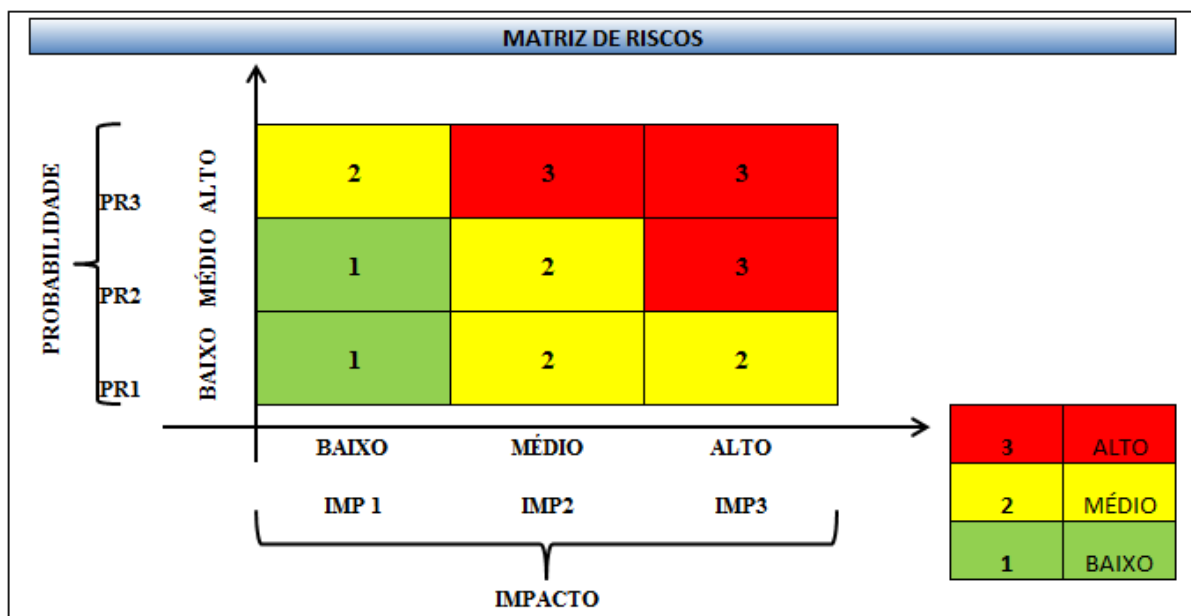 MATRIZ DE RISCOS
PROBABILIDADE
PR3
ALTO
2 3 3
PR2
MÉDIO
1 2 3
PR1
BAIXO
1 2 2
BAIXO MÉDIO ALTO
IMP 1 IMP2 IMP3
IMPACTO
3 ALTO
2 MÉDIO
1 BAIXO